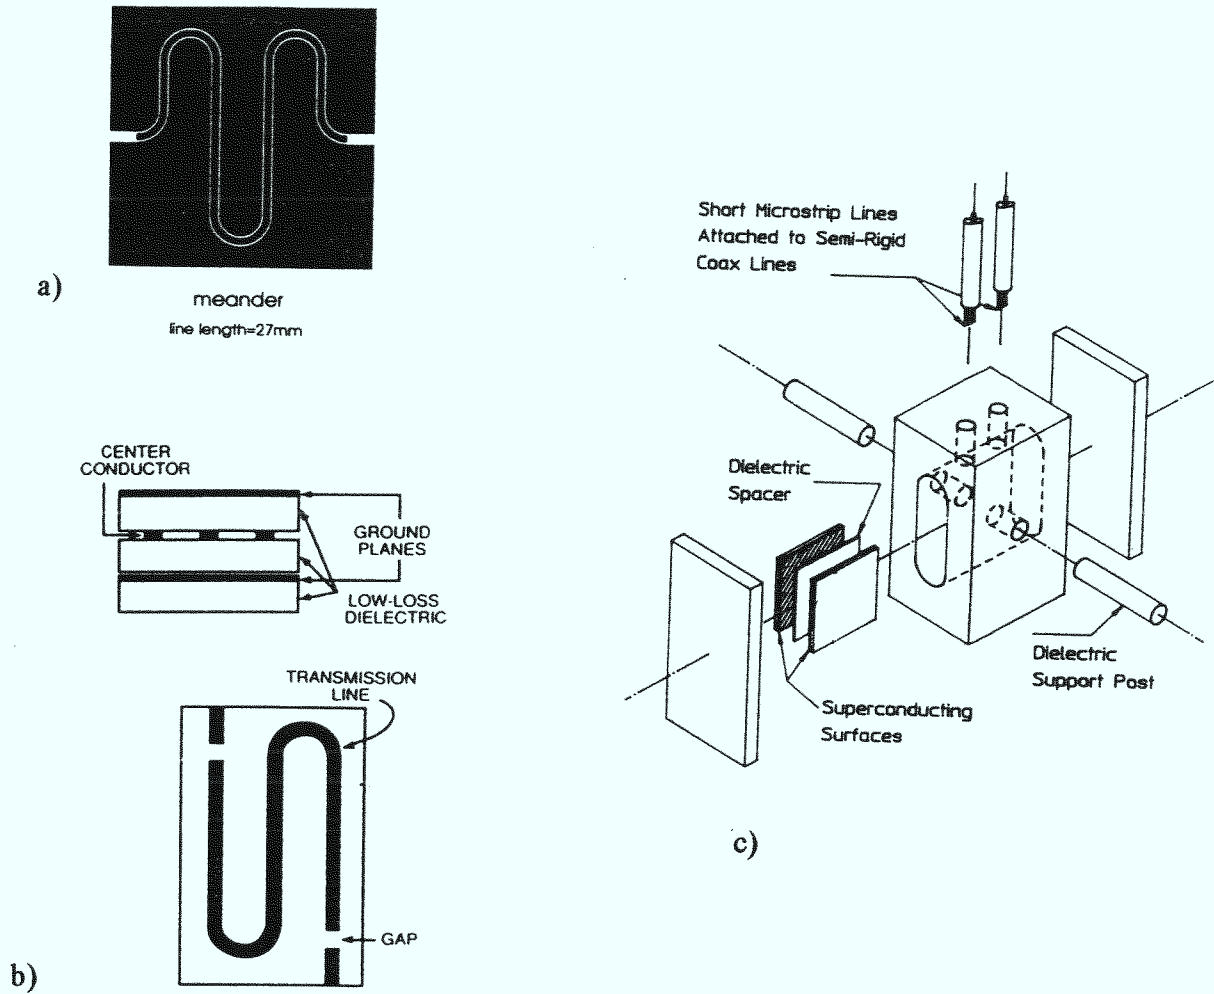 a)
meander
line length=27mm
CENTER
CONDUCTOR
GROUND
PLANES
LOW-LOSS
DIELECTRIC
TRANSMISSION
LINE
GAP
b)
Short Microstrip Lines
Attached to Semi-Rigid
Coax Lines
Dielectric
Spacer
Dielectric
Support Post
Superconducting
Surfaces
c)